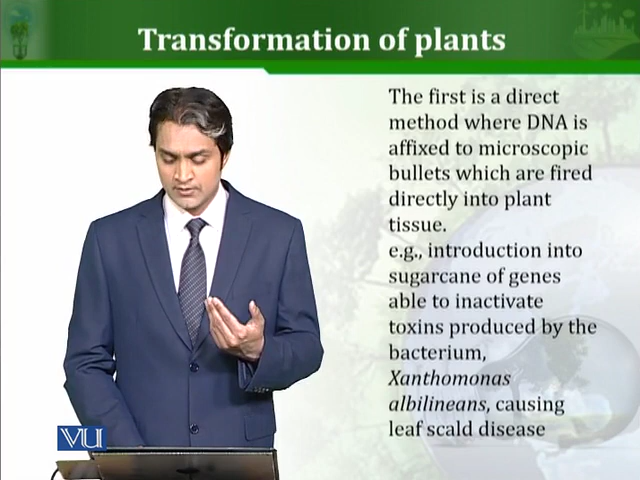 Transformation of plants
The first is a direct
method where DNA is
affixed to microscopic
bullets which are fired
directly into plant
tissue.
e.g., introduction into
sugarcane of genes
able to inactivate
toxins produced by the
bacterium,
Xanthomonas
albilineans, causing
leaf scald disease
VU